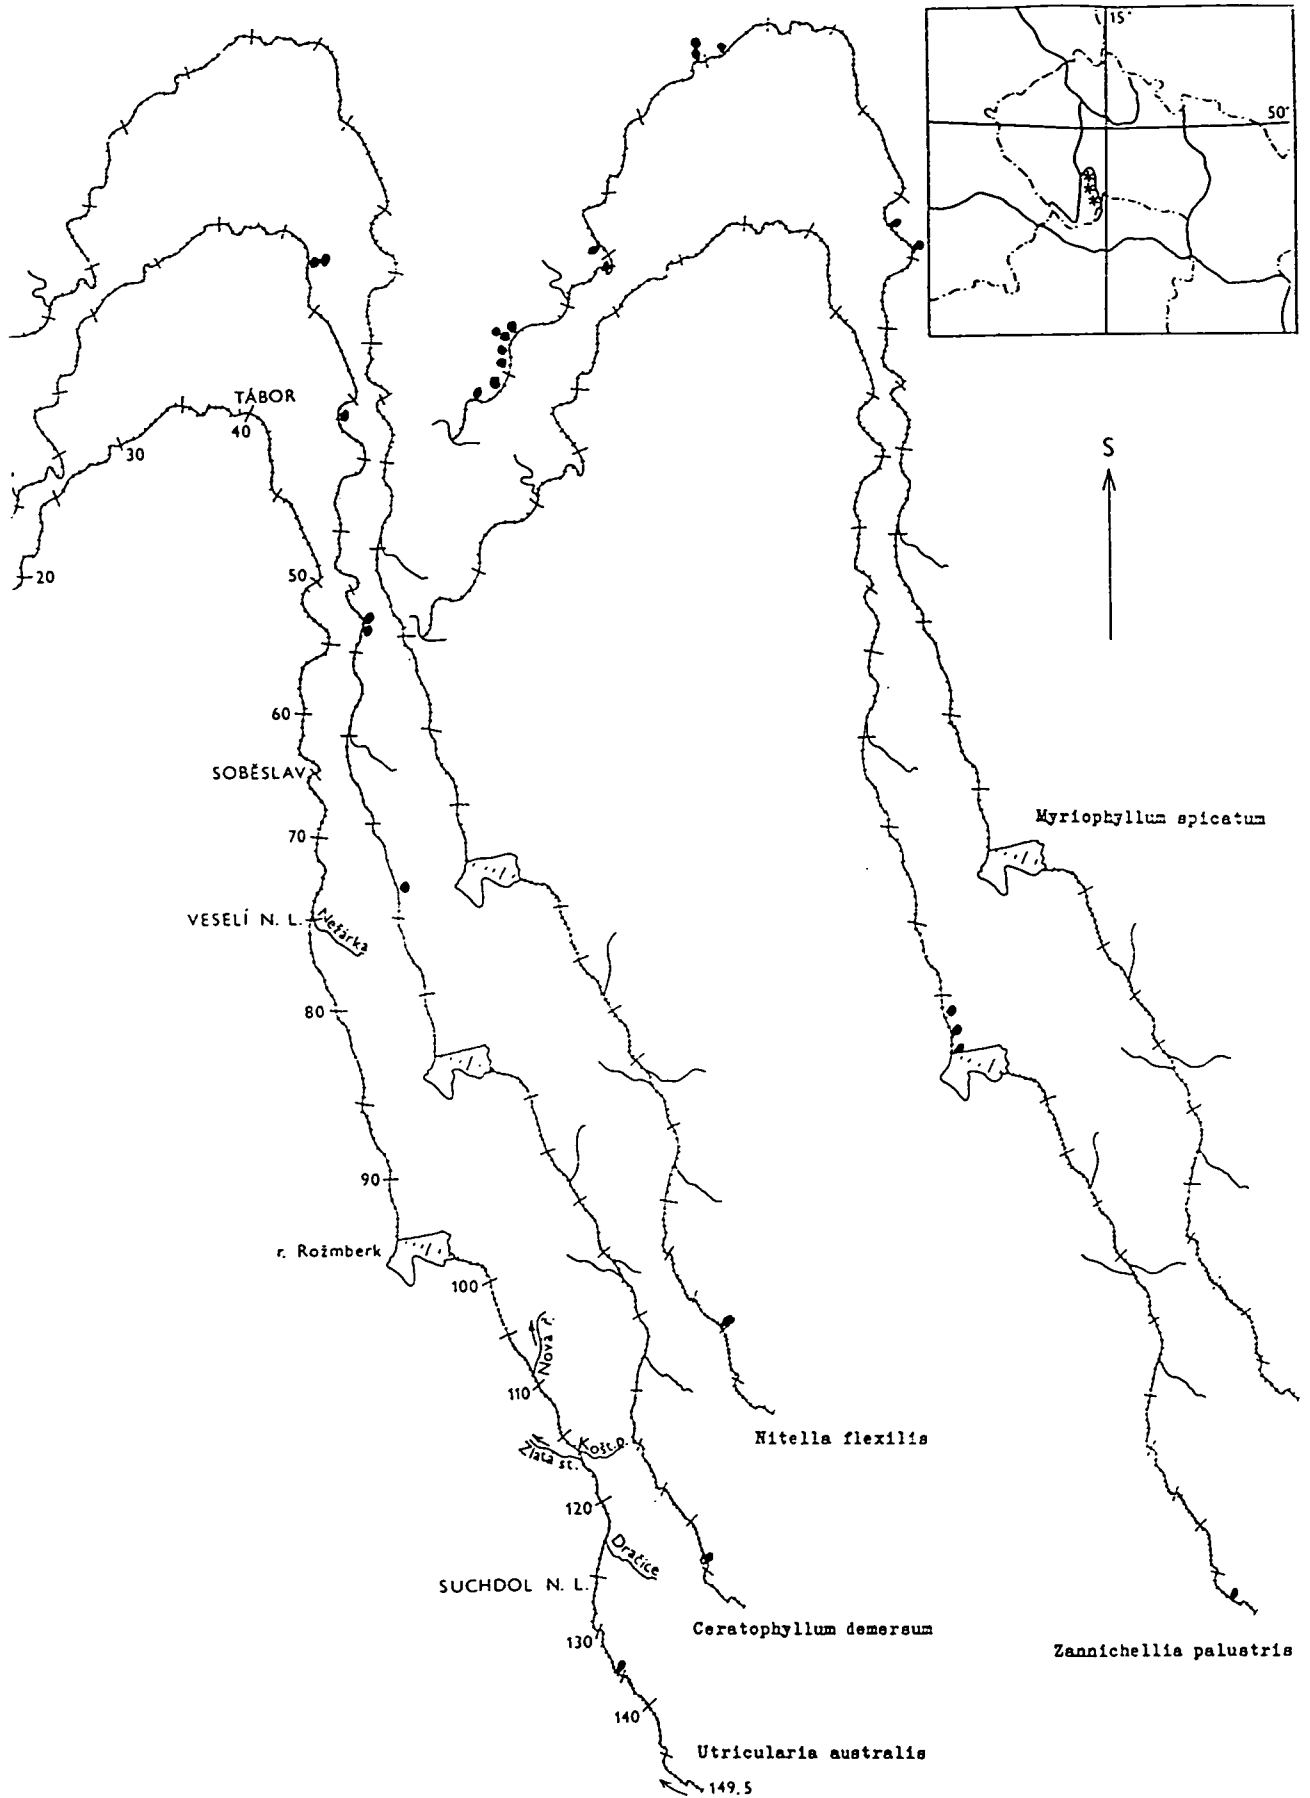 15°
50°
TÁBOR
40
30
S
20
50
60
SOBĚSLAV
Myriophyllum spicatum
70
VESELÍ N. L.
Nežárka
80
90
r. Rožmberk
100
Nová ř.
110
Nitella flexilis
Košt.p.
Zlatá st.
120
Dračice
SUCHDOL N. L.
Ceratophyllum demersum
130
Zannichellia palustris
140
Utricularia australis
149,5